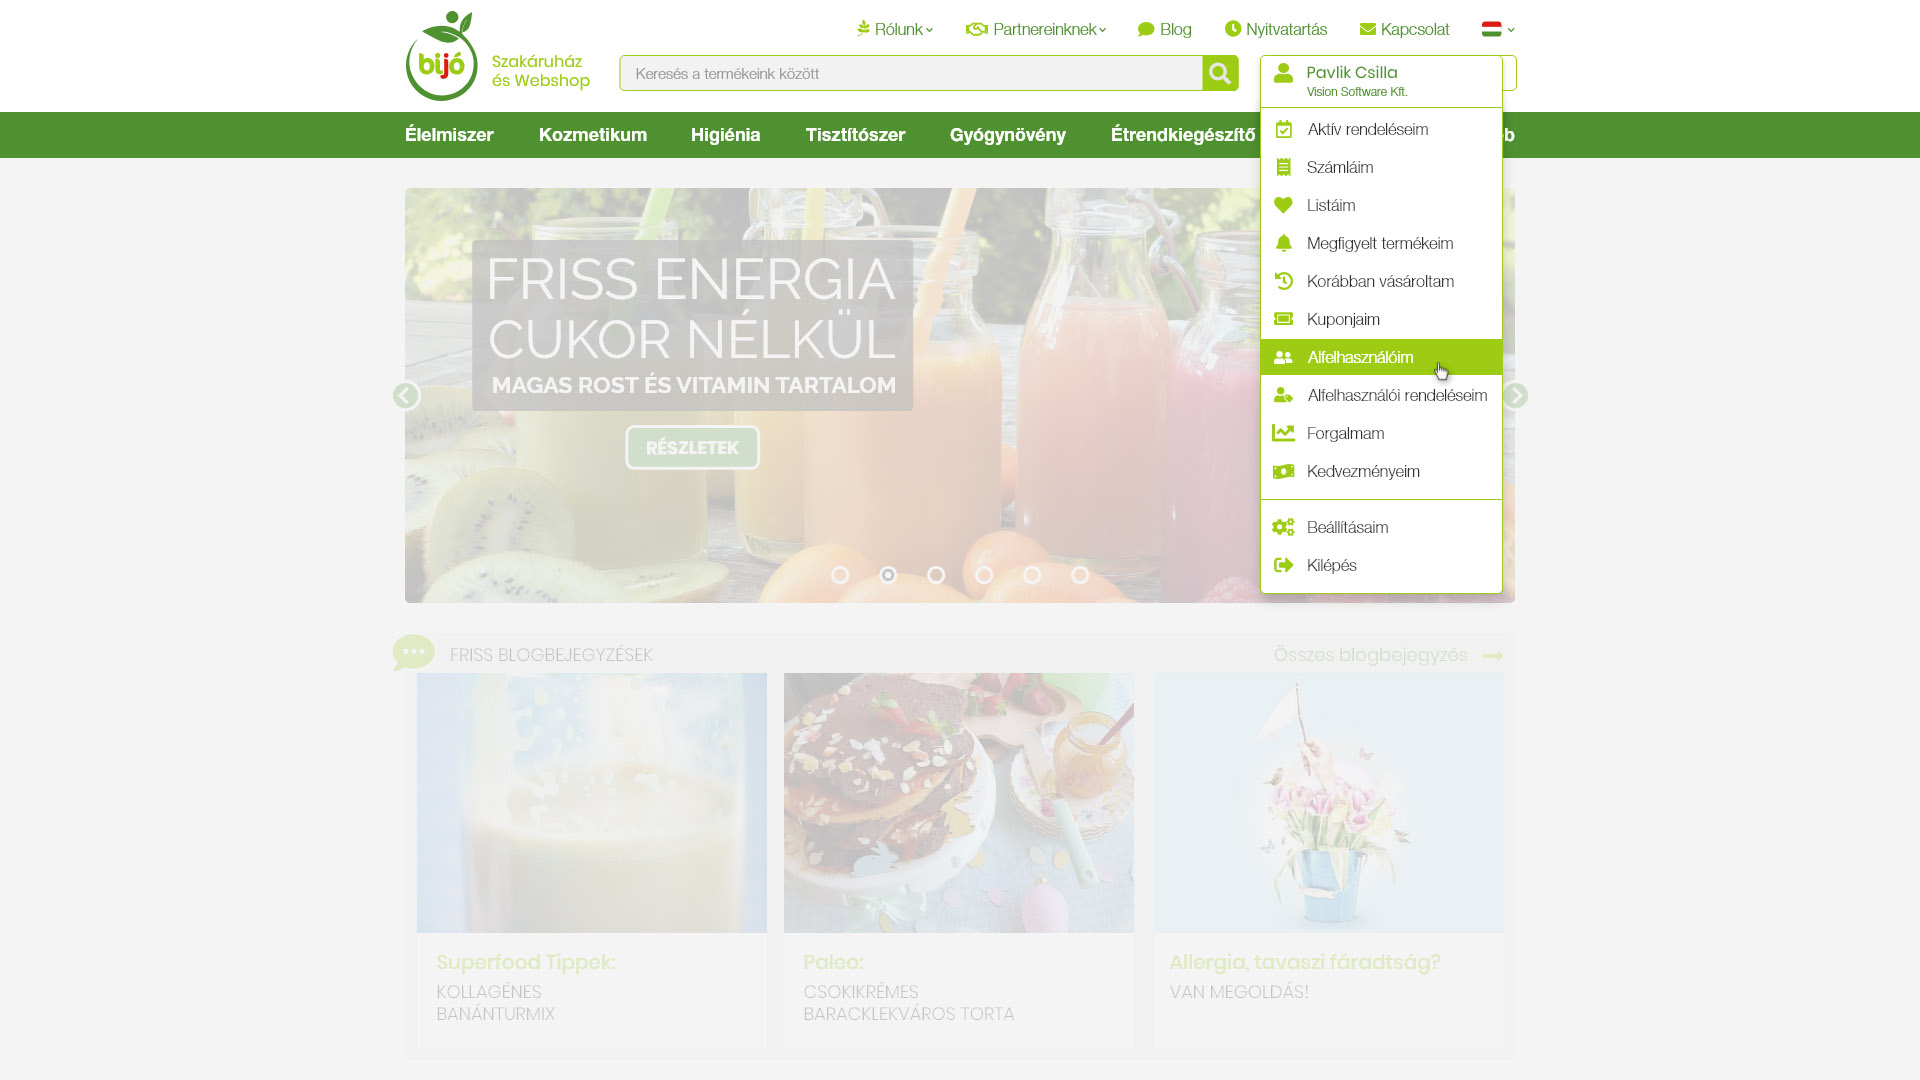 Rólunk
Partnereinknek
Blog
Nyitvatartás
Kapcsolat
bijó
Szakáruház
és Webshop
Keresés a termékeink között
Pavlik Csilla
Vision Software Kft.
Élelmiszer
Kozmetikum
Higiénia
Tisztítószer
Gyógynövény
Étrendkiegészítő
Aktív rendeléseim
Számláim
Listáim
Megfigyelt termékeim
Korábban vásároltam
Kuponjaim
Alfelhasználóim
Alfelhasználói rendeléseim
Forgalmam
Kedvezményeim
Beállításaim
Kilépés
FRISS ENERGIA
CUKOR NÉLKÜL
MAGAS ROST ÉS VITAMIN TARTALOM
RÉSZLETEK
FRISS BLOGBEJEGYZÉSEK
Összes blogbejegyzés
Superfood Tippek:
KOLLAGÉNES
BANÁNTURMIX
Paleo:
CSOKIKRÉMES
BARACKLEKVÁROS TORTA
Allergia, tavaszi fáradtság?
VAN MEGOLDÁS!